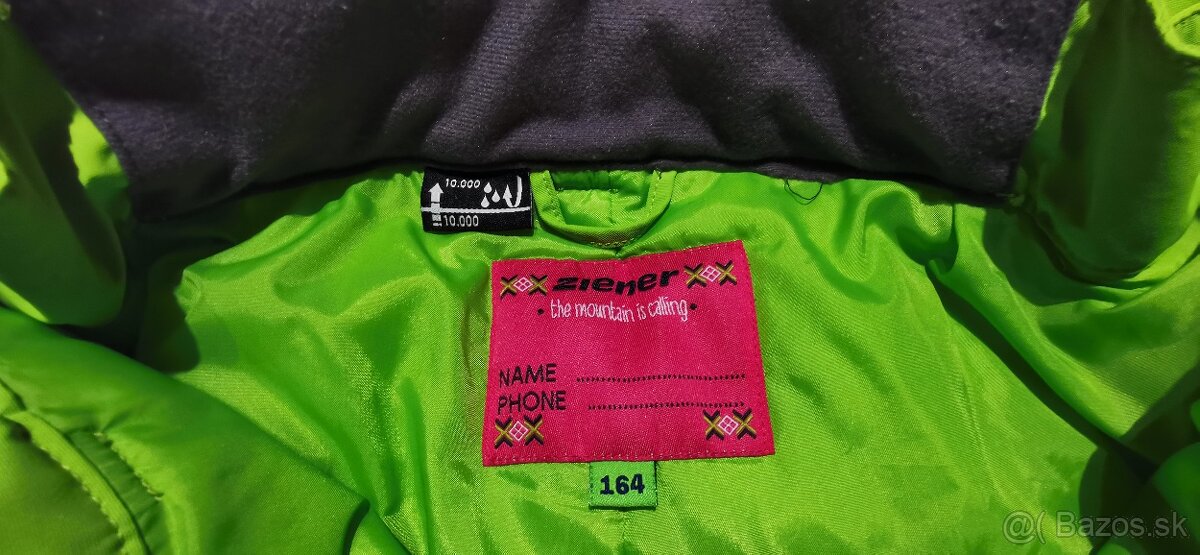 10.000
10.000
ziener
• the mountain is calling •
NAME ................................
PHONE ................................
164
@( Bazos.sk